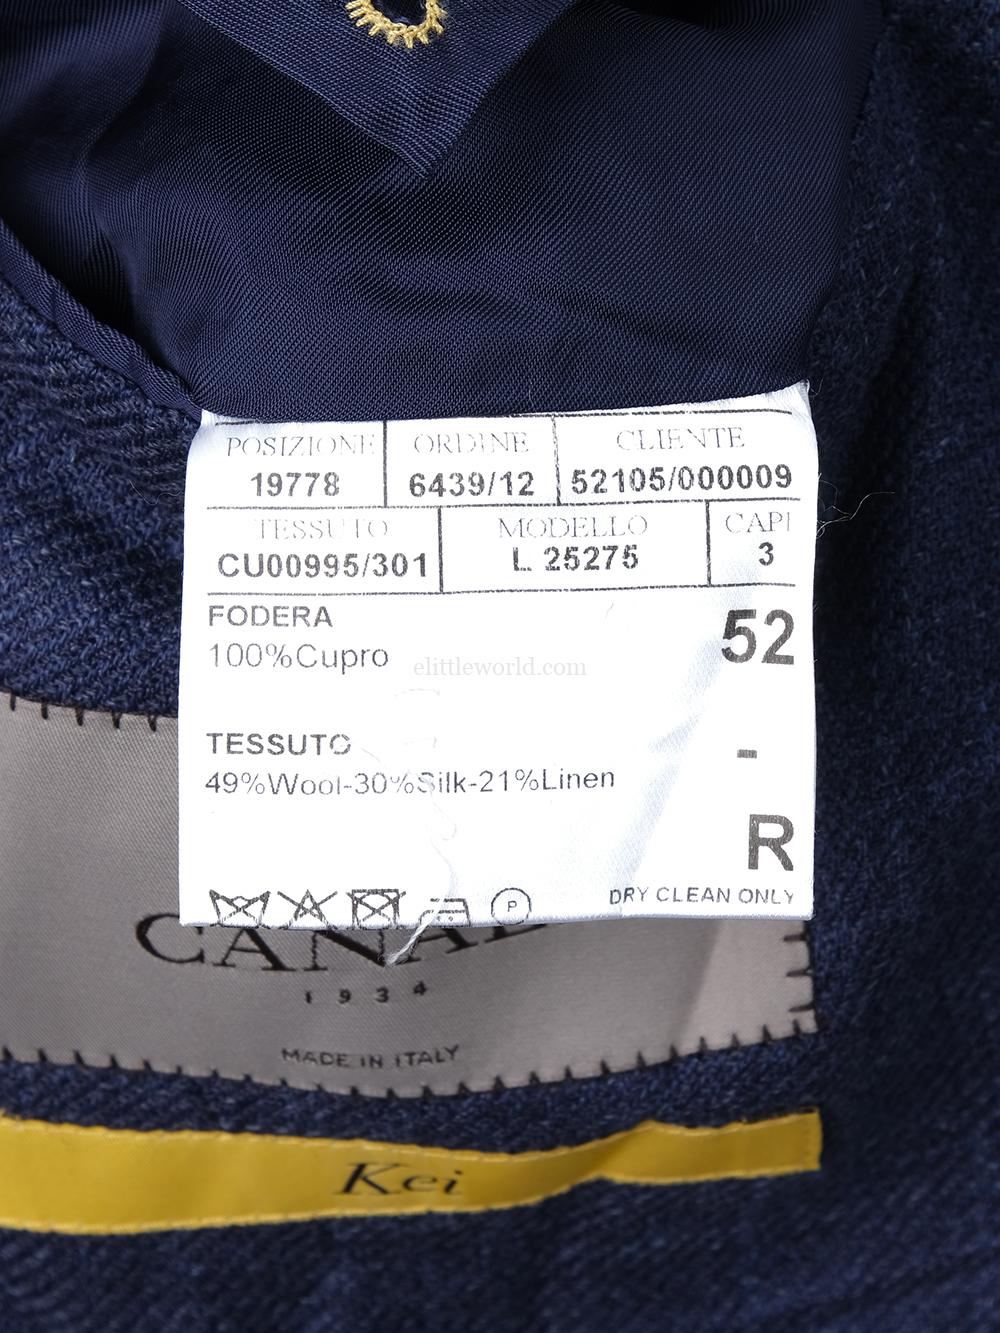 POSIZIONE ORDINE CLIENTE
19778 6439/12 52105/000009
TESSUTO MODELLO CAPI
CU00995/301 L 25275 3
FODERA
52
100%Cupro
elittleworld.com
TESSUTO
-
49%Wool-30%Silk-21%Linen
R
DRY CLEAN ONLY
P
CANAL
1934
MADE IN ITALY
Kei